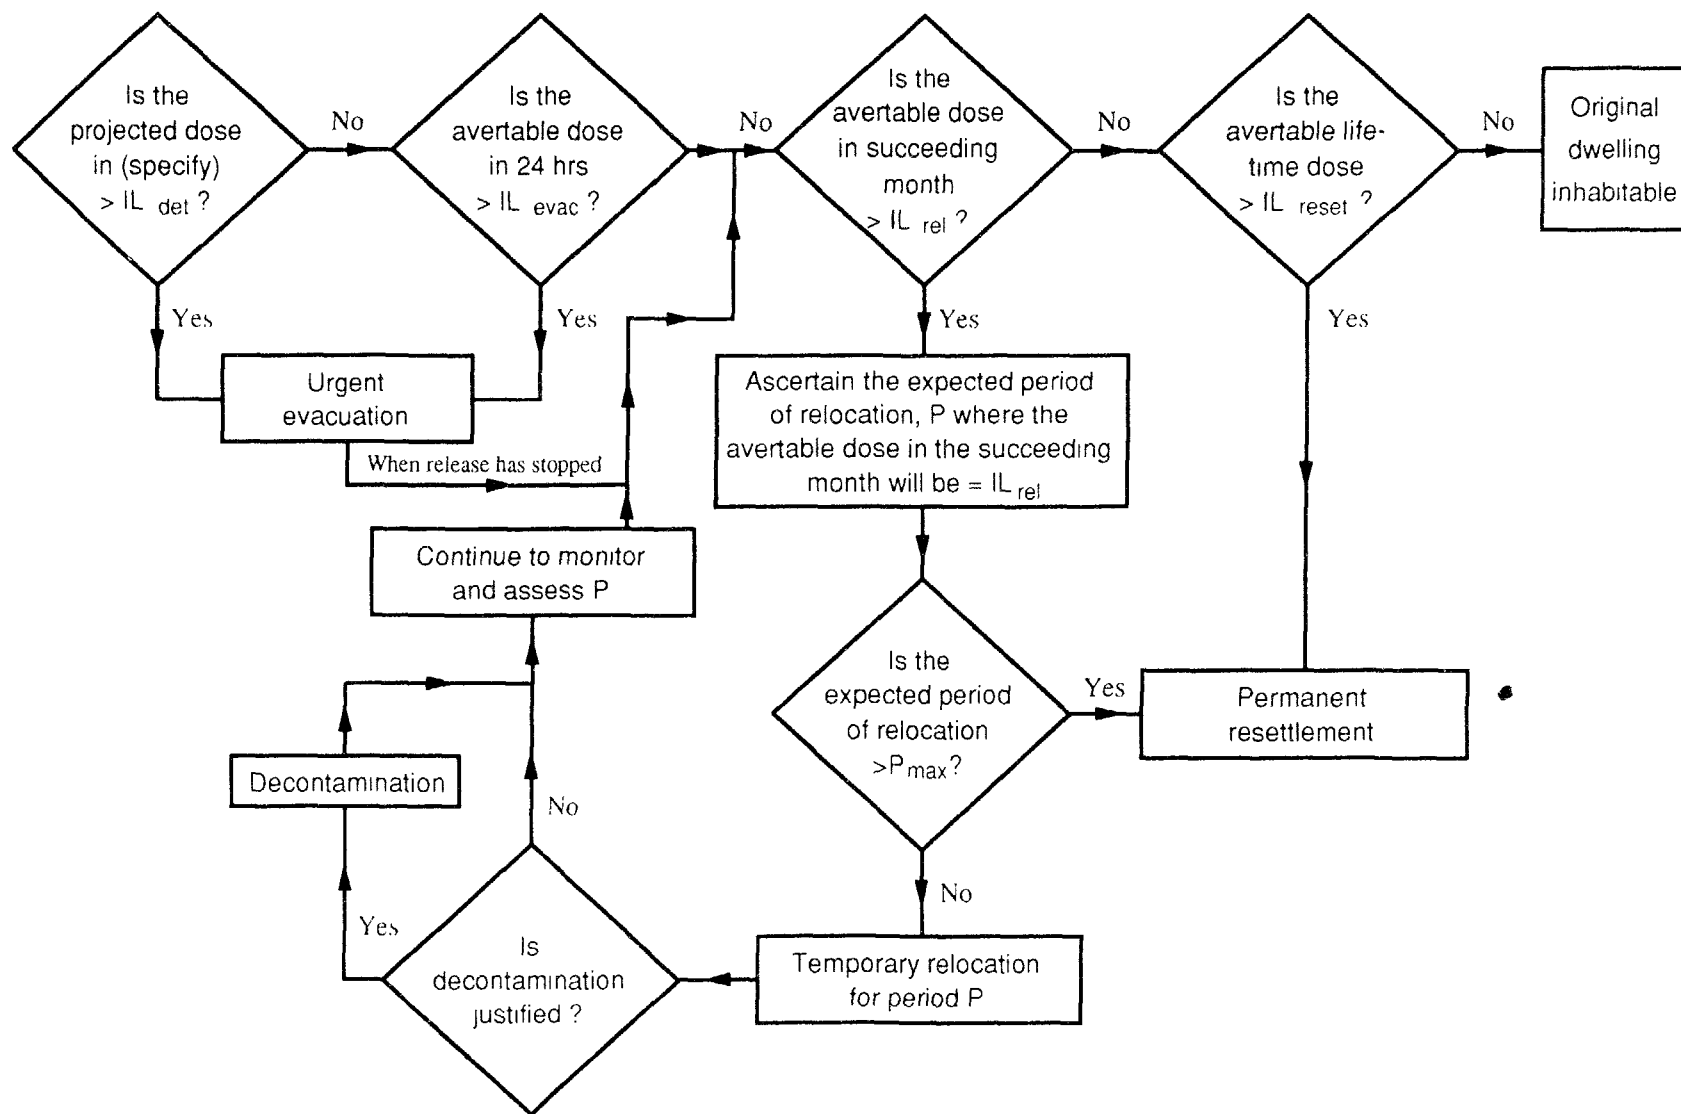 Is the
projected dose
in (specify)
> IL det ?
No
Is the
avertable dose
in 24 hrs
> IL evac ?
No
Is the
avertable dose
in succeeding
month
> IL rel ?
No
Is the
avertable life-
time dose
> IL reset ?
No
Original
dwelling
inhabitable
Yes
Yes
Yes
Yes
Urgent
evacuation
When release has stopped
Ascertain the expected period
of relocation, P where the
avertable dose in the succeeding
month will be = IL rel
Continue to monitor
and assess P
Is the
expected period
of relocation
>Pmax?
Yes
Permanent
resettlement
Decontamination
No
No
Yes
Is
decontamination
justified ?
Temporary relocation
for period P